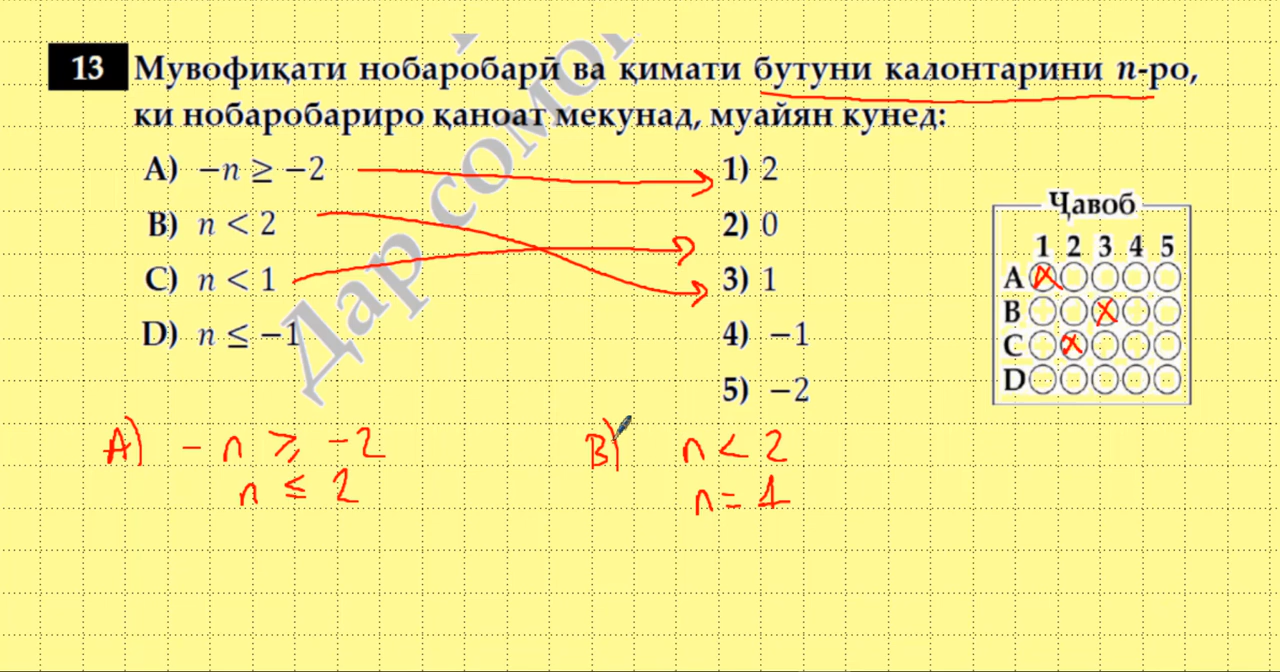 13 Мувофиқати нобаробарӣ ва қимати бутуни калонтарини n-ро,
ки нобаробариро қаноат мекунад, муайян кунед:
A) −n ≥ −2
B) n < 2
C) n < 1
D) n ≤ −1
1) 2
2) 0
3) 1
4) −1
5) −2
Ҷавоб
1 2 3 4 5
A
B
C
D
Дар сомо
A) −n ≥ −2
n ≤ 2
B) n < 2
n = 1